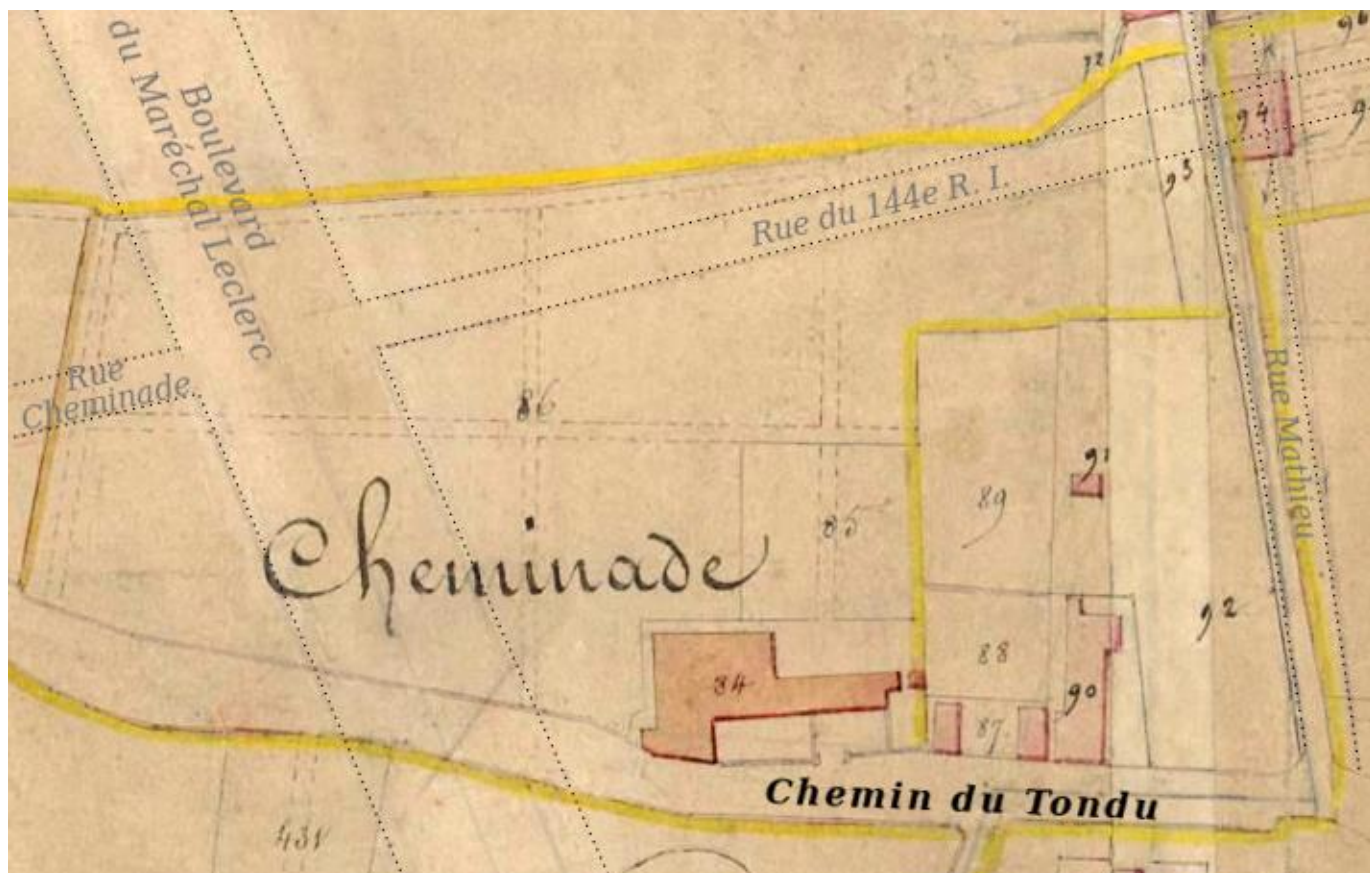 Boulevard
du Maréchal Leclerc
94
93
Rue du 144e R. I.
Rue
Cheminade
86
Rue Mathieu
91
89
85
Cheminade
92
88
84
90
87
Chemin du Tondu
431